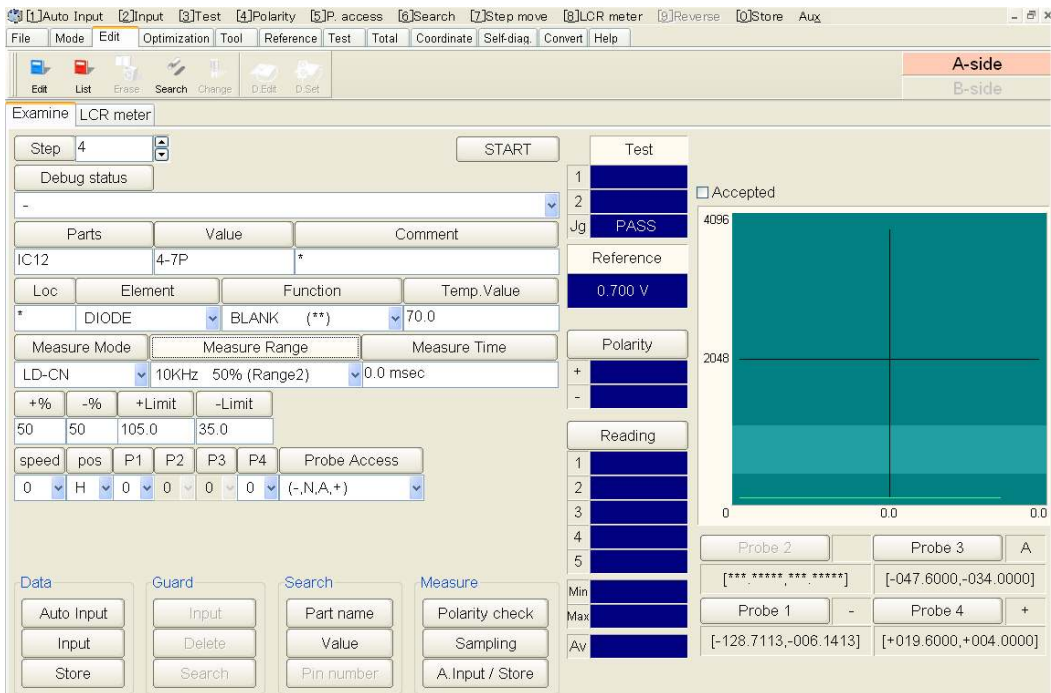 [1]Auto Input [2]Input [3]Test [4]Polarity [5]P. access [6]Search [7]Step move [8]LCR meter [9]Reverse [0]Store Aux
File Mode Edit Optimization Tool Reference Test Total Coordinate Self-diag. Convert Help
Edit List Erase Search Change D.Edit D.Set
A-side
B-side
Examine LCR meter
Step 4 START
Debug status
-
Parts Value Comment
IC12 4-7P *
Loc Element Function Temp.Value
* DIODE BLANK (**) 70.0
Measure Mode Measure Range Measure Time
LD-CN 10KHz 50% (Range2) 0.0 msec
+% -% +Limit -Limit
50 50 105.0 35.0
speed pos P1 P2 P3 P4 Probe Access
0 H 0 0 0 0 (-,N,A,+)
Data
Auto Input
Input
Store
Guard
Input
Delete
Search
Search
Part name
Value
Pin number
Measure
Polarity check
Sampling
A.Input / Store
Test
1
2
Jg PASS
Reference
0.700 V
Polarity
+
-
Reading
1
2
3
4
5
Min
Max
Av
Accepted
4096
2048
0 0.0 0.0
Probe 2 Probe 3 A
[***.*****,***.*****] [-047.6000,-034.0000]
Probe 1 - Probe 4 +
[-128.7113,-006.1413] [+019.6000,+004.0000]